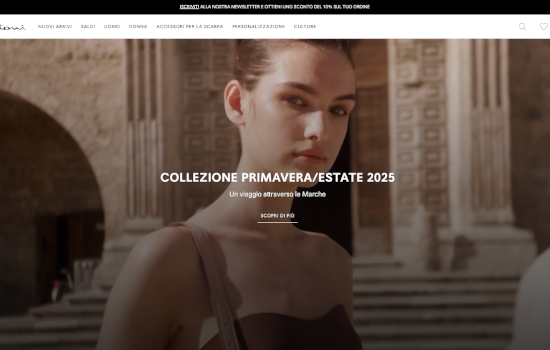 ISCRIVITI ALLA NOSTRA NEWSLETTER E OTTIENI UNO SCONTO DEL 10% SUL TUO ORDINE
NUOVI ARRIVI SALDI UOMO DONNA ACCESSORI PER LA SCARPA PERSONALIZZAZIONE CULTURE
COLLEZIONE PRIMAVERA/ESTATE 2025
Un viaggio attraverso le Marche
SCOPRI DI PIÙ